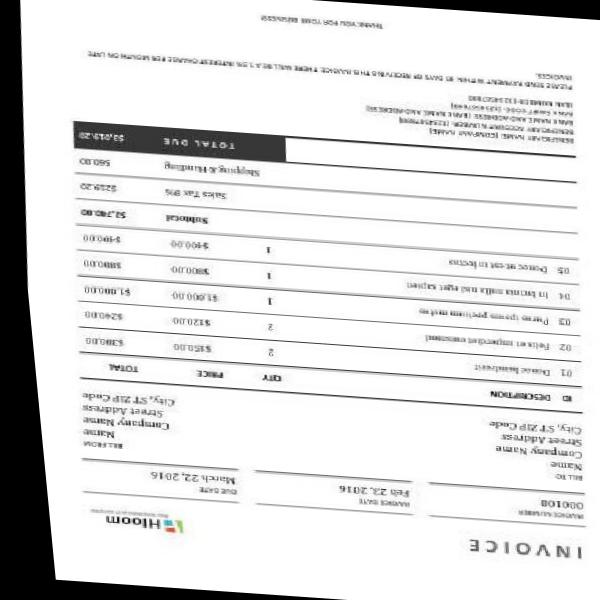 INVOICE
Hloom
INVOICE NUMBER
000108
INVOICE DATE
Feb 23, 2016
DUE DATE
March 22, 2016
BILL TO
Name
Company Name
Street Address
City, ST ZIP Code
BILL FROM
Name
Company Name
Street Address
City, ST ZIP Code
ID DESCRIPTION QTY PRICE TOTAL
01 Donec hendrerit 2 $150.00 $300.00
02 Felis et imperdiet euismod 2 $120.00 $240.00
03 Purus ipsum pretium metus 1 $1,000.00 $1,000.00
04 In lacinia nulla nisl eget sapien 1 $800.00 $800.00
05 Donec ut est in lectus 1 $400.00 $400.00
Subtotal $2,740.00
Sales Tax 8% $219.20
Shipping & Handling $60.00
TOTAL DUE $3,019.20
BENEFICIARY NAME: [COMPANY NAME]
BENEFICIARY ACCOUNT NUMBER: [1234567890]
BANK NAME AND ADDRESS: [BANK NAME AND ADDRESS]
BANK SWIFT CODE: [1234567890]
IBAN NUMBER: [1234567890]
PLEASE SEND PAYMENT WITHIN 30 DAYS OF RECEIVING THIS INVOICE. THERE WILL BE A 1.5% INTEREST CHARGE PER MONTH ON LATE
INVOICES.
THANK YOU FOR YOUR BUSINESS!